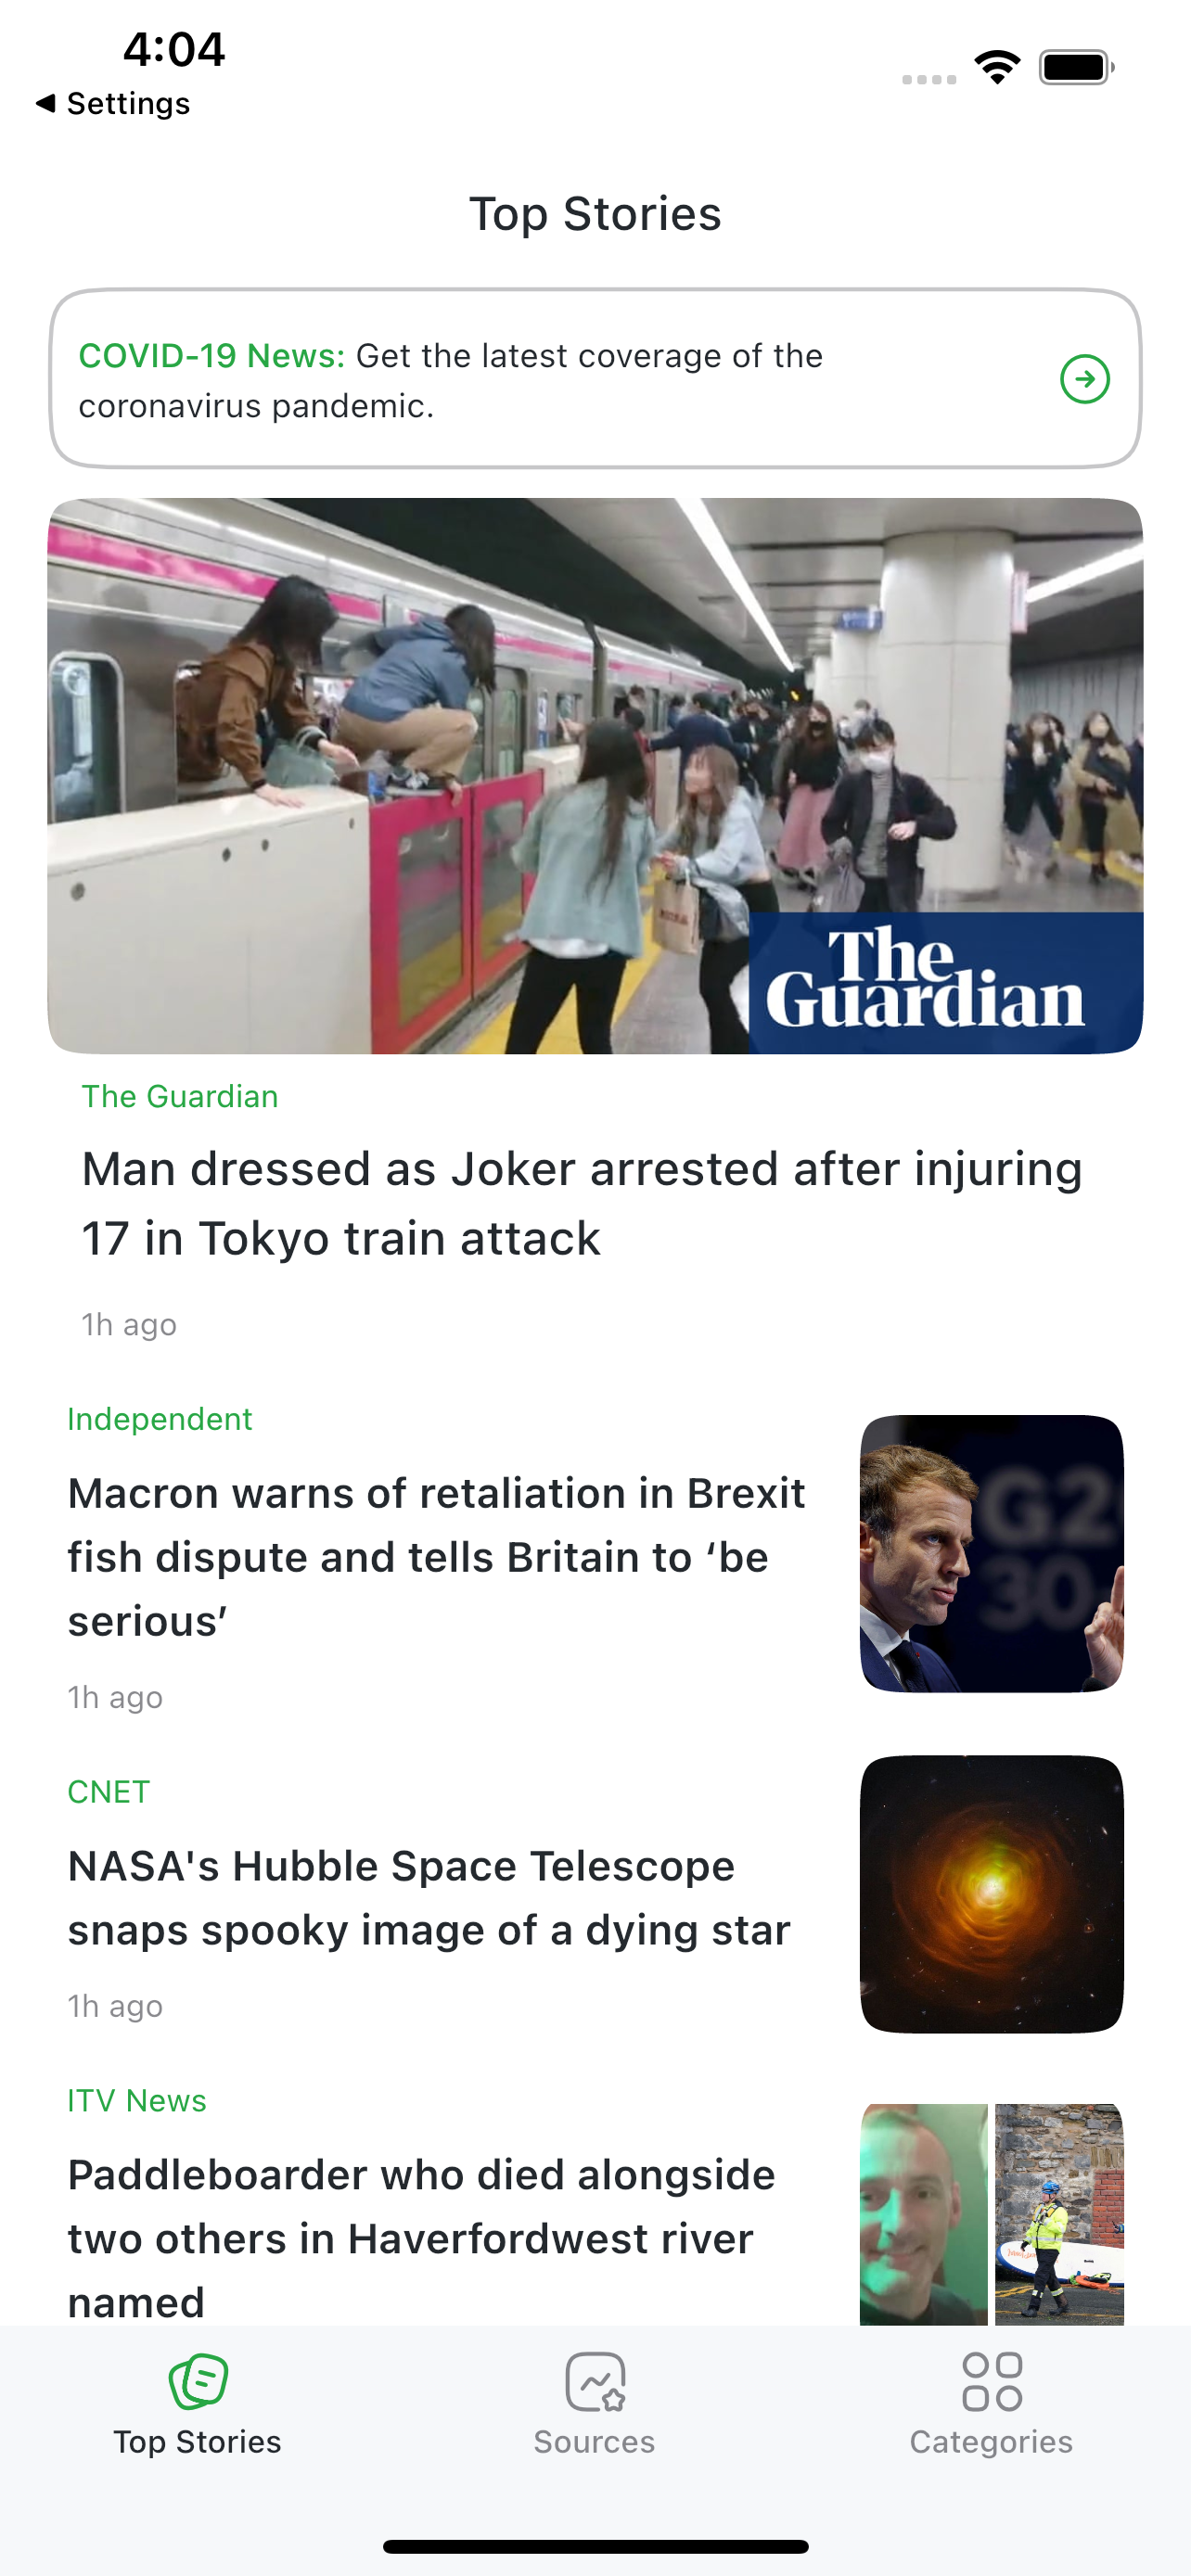 4:04
Settings
Top Stories
COVID-19 News: Get the latest coverage of the
coronavirus pandemic.
The
Guardian
The Guardian
Man dressed as Joker arrested after injuring
17 in Tokyo train attack
1h ago
Independent
Macron warns of retaliation in Brexit
fish dispute and tells Britain to ‘be
serious’
1h ago
G2
30
CNET
NASA's Hubble Space Telescope
snaps spooky image of a dying star
1h ago
ITV News
Paddleboarder who died alongside
two others in Haverfordwest river
named
Top Stories
Sources
Categories